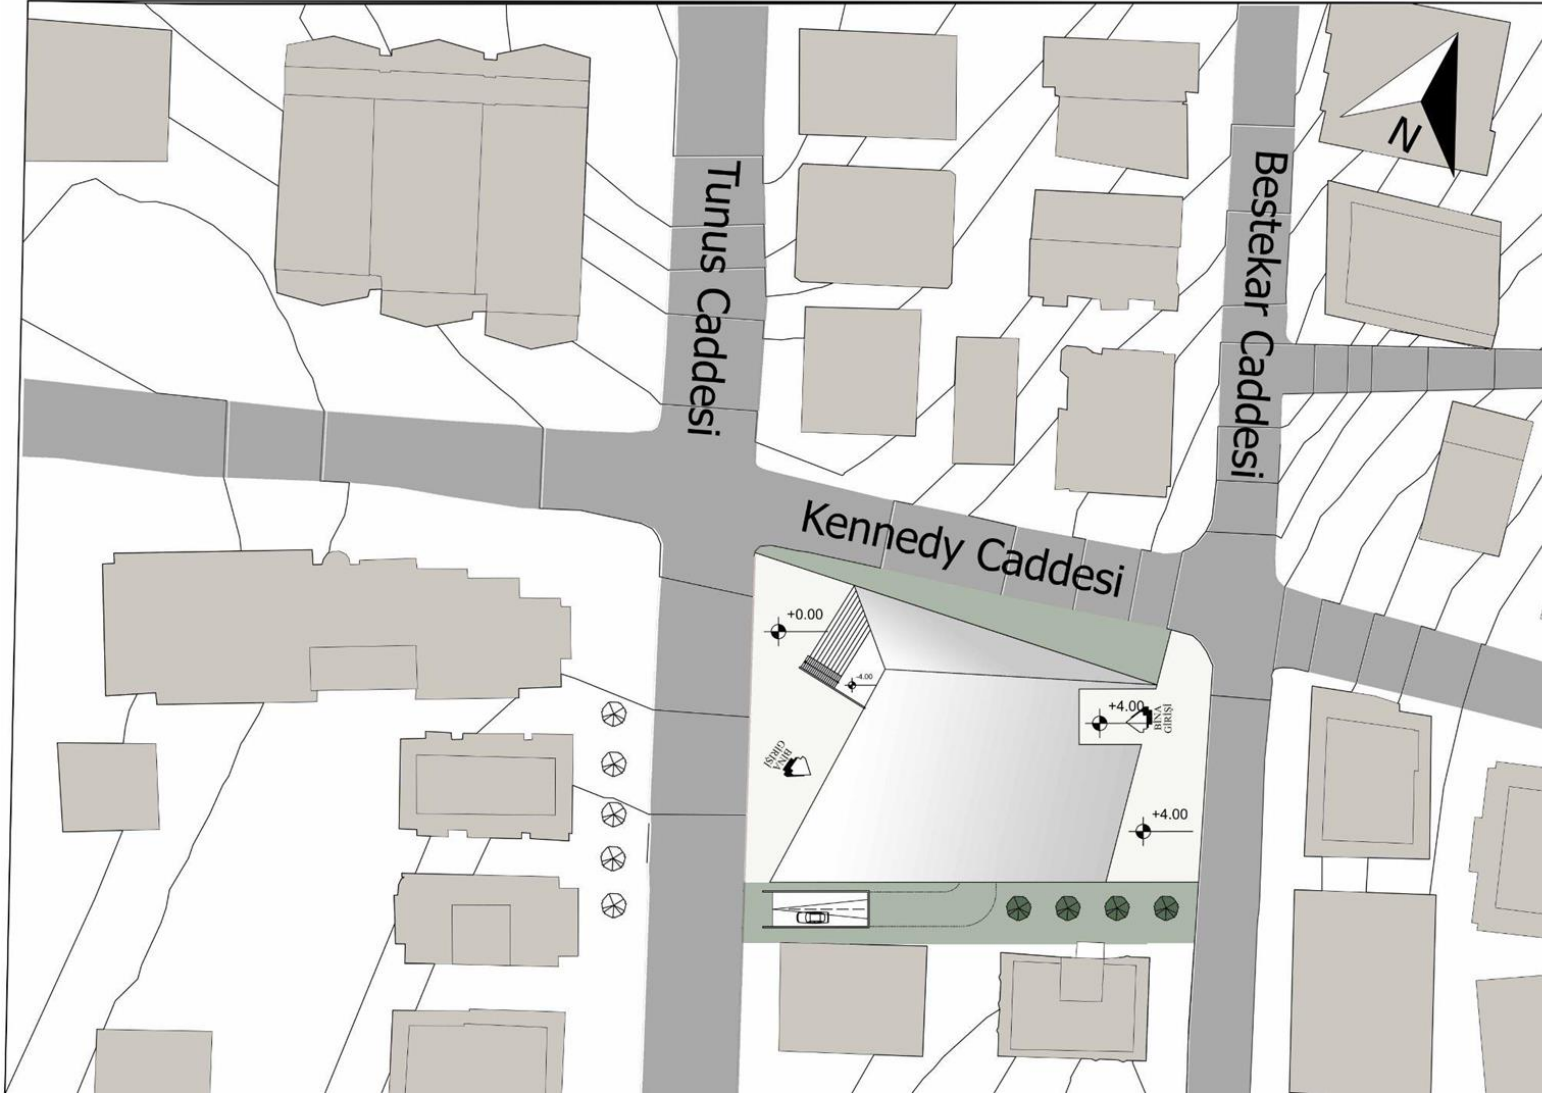 N
Tunus Caddesi
Bestekar Caddesi
Kennedy Caddesi
+0.00
-4.00
+4.00
BİNA
GİRİŞİ
BİNA
GİRİŞİ
+4.00